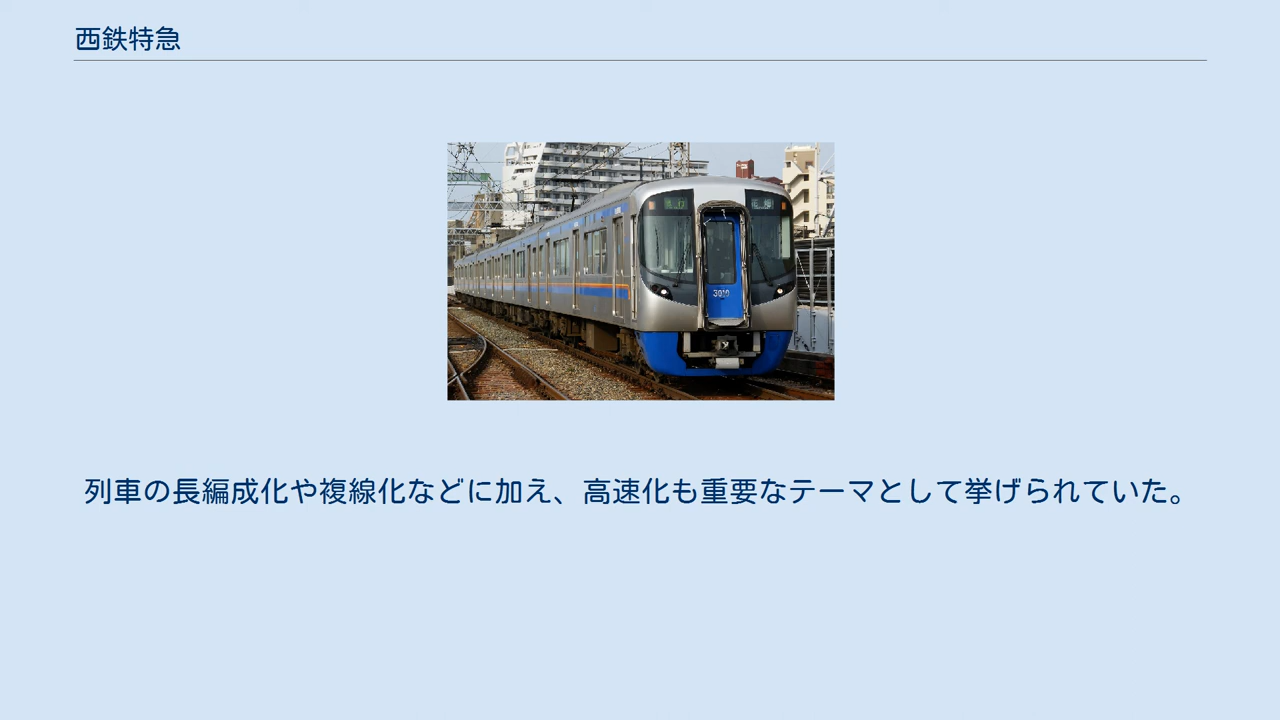 西鉄特急
3010
列車の長編成化や複線化などに加え、高速化も重要なテーマとして挙げられていた。